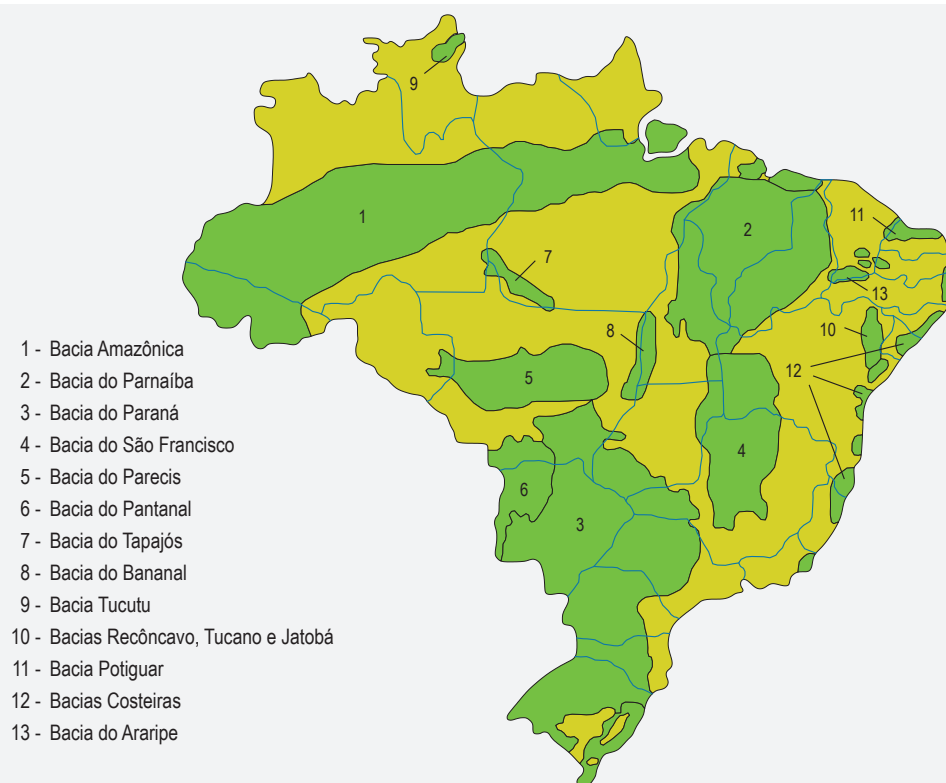 9
1
2
11
7
13
8
10
12
5
4
6
3
1 - Bacia Amazônica
2 - Bacia do Parnaíba
3 - Bacia do Paraná
4 - Bacia do São Francisco
5 - Bacia do Parecis
6 - Bacia do Pantanal
7 - Bacia do Tapajós
8 - Bacia do Bananal
9 - Bacia Tucutu
10 - Bacias Recôncavo, Tucano e Jatobá
11 - Bacia Potiguar
12 - Bacias Costeiras
13 - Bacia do Araripe